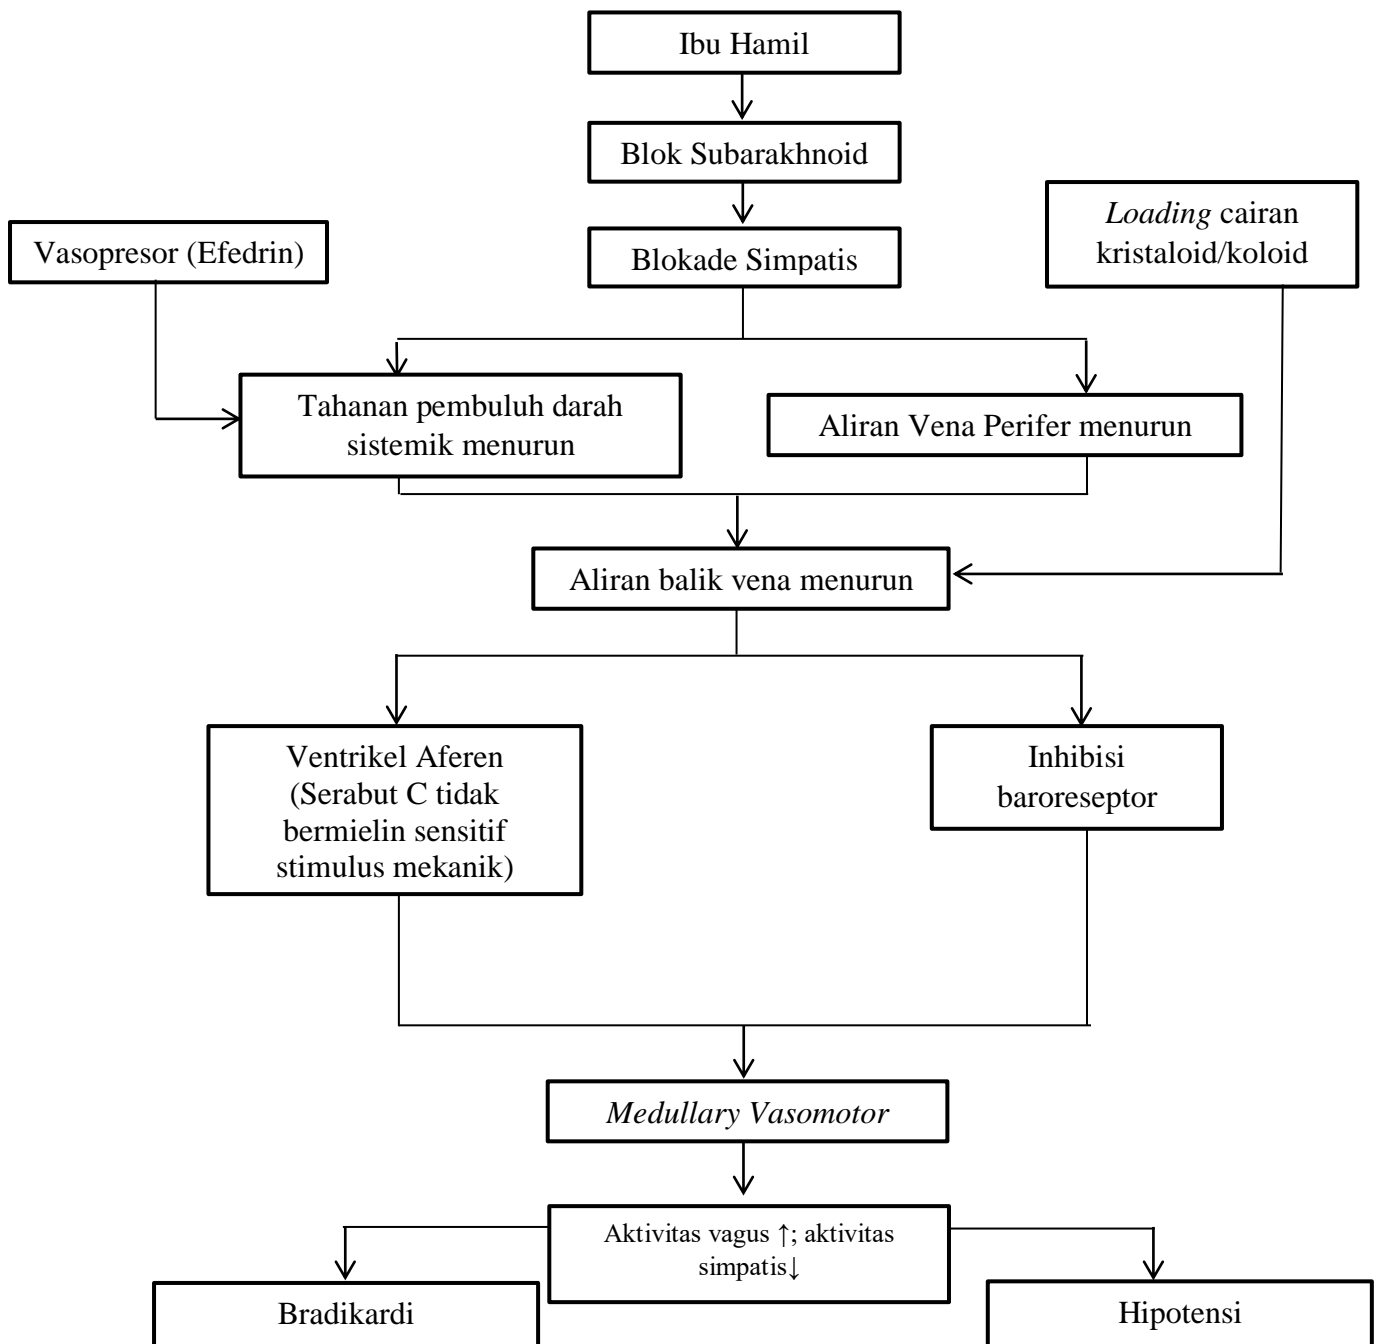 Ibu Hamil
Blok Subarakhnoid
Loading cairan
kristaloid/koloid
Vasopresor (Efedrin)
Blokade Simpatis
Tahanan pembuluh darah
sistemik menurun
Aliran Vena Perifer menurun
Aliran balik vena menurun
Ventrikel Aferen
(Serabut C tidak
bermielin sensitif
stimulus mekanik)
Inhibisi
baroreseptor
Medullary Vasomotor
Aktivitas vagus ↑; aktivitas
simpatis↓
Bradikardi
Hipotensi